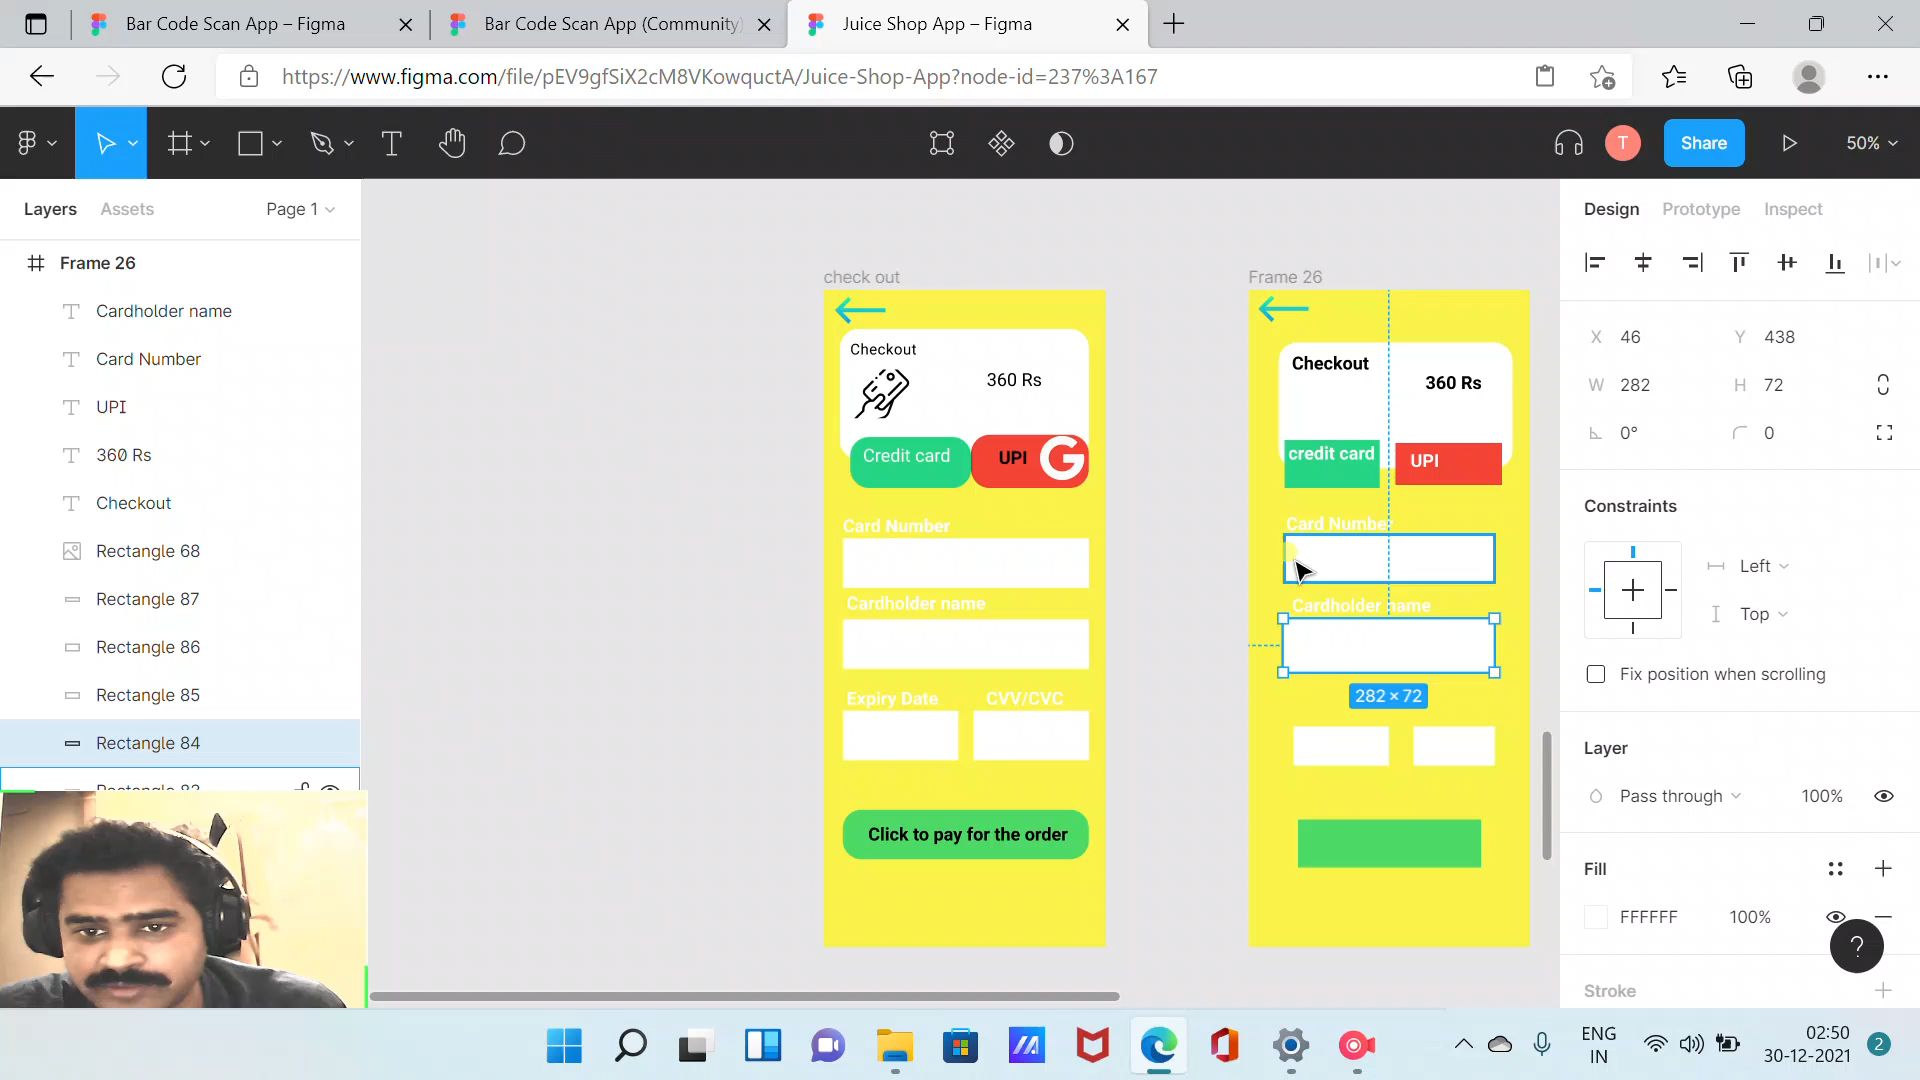 Bar Code Scan App – Figma
Bar Code Scan App (Community)
Juice Shop App – Figma
https://www.figma.com/file/pEV9gfSiX2cM8VKowquctA/Juice-Shop-App?node-id=237%3A167
T
Share
50%
Layers
Assets
Page 1
Frame 26
Cardholder name
Card Number
UPI
360 Rs
Checkout
Rectangle 68
Rectangle 87
Rectangle 86
Rectangle 85
Rectangle 84
check out
Checkout
360 Rs
Credit card
UPI
G
Card Number
Cardholder name
Expiry Date
CVV/CVC
Click to pay for the order
Frame 26
Checkout
360 Rs
credit card
UPI
Card Number
Cardholder name
282 × 72
Design
Prototype
Inspect
X 46
Y 438
W 282
H 72
0°
0
Constraints
Left
Top
Fix position when scrolling
Layer
Pass through
100%
Fill
FFFFFF
100%
?
Stroke
ENG
IN
02:50
30-12-2021
2